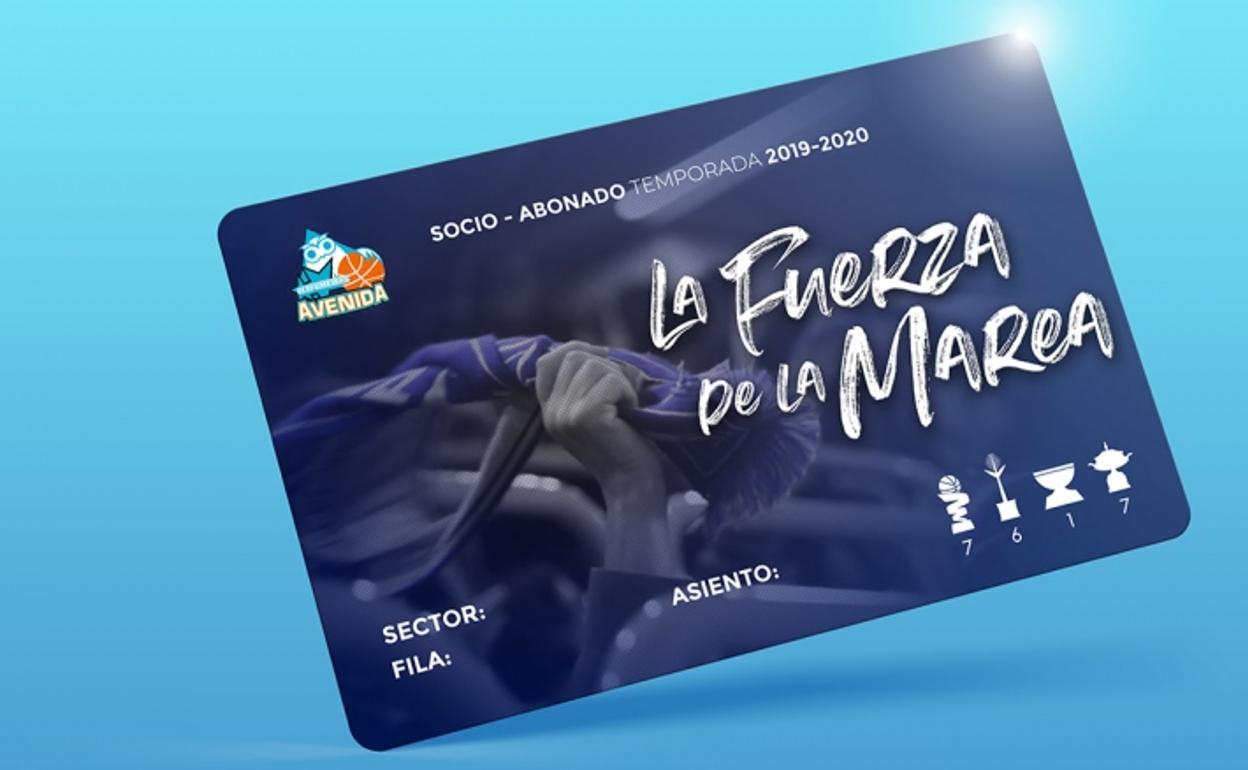 SOCIO - ABONADO TEMPORADA 2019-2020
AVENIDA
LA FUERZA
DE LA MAREA
7 6 1 7
ASIENTO:
SECTOR:
FILA: